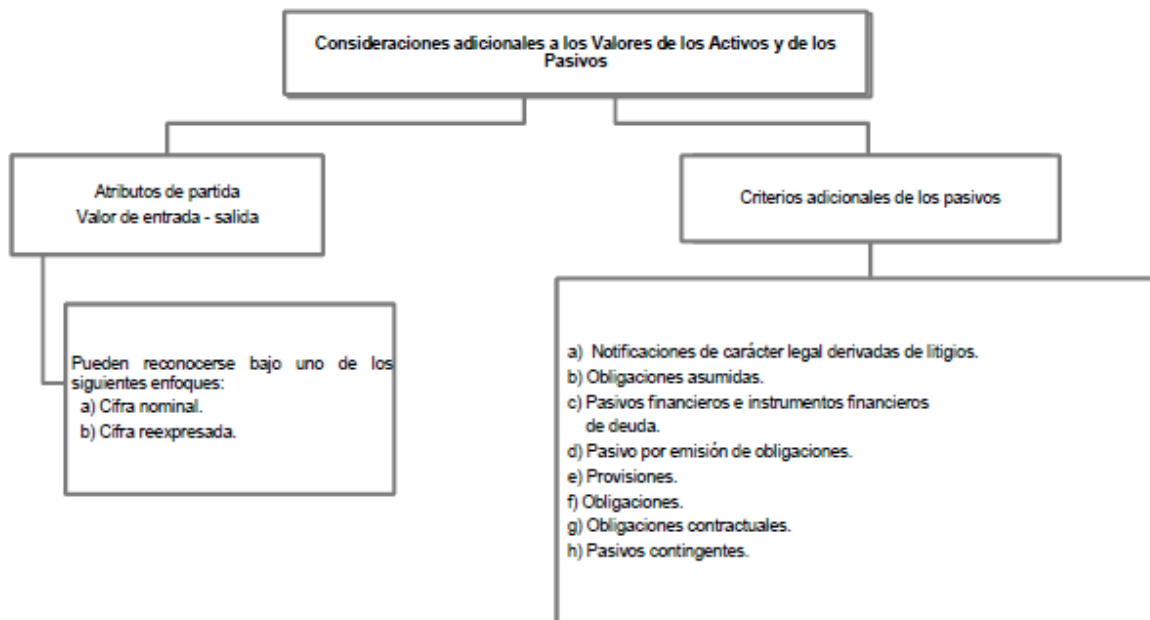 Consideraciones adicionales a los Valores de los Activos y de los
Pasivos
Atributos de partida
Valor de entrada - salida
Pueden reconocerse bajo uno de los
siguientes enfoques:
a) Cifra nominal.
b) Cifra reexpresada.
Criterios adicionales de los pasivos
a) Notificaciones de carácter legal derivadas de litigios.
b) Obligaciones asumidas.
c) Pasivos financieros e instrumentos financieros
de deuda.
d) Pasivo por emisión de obligaciones.
e) Provisiones.
f) Obligaciones.
g) Obligaciones contractuales.
h) Pasivos contingentes.